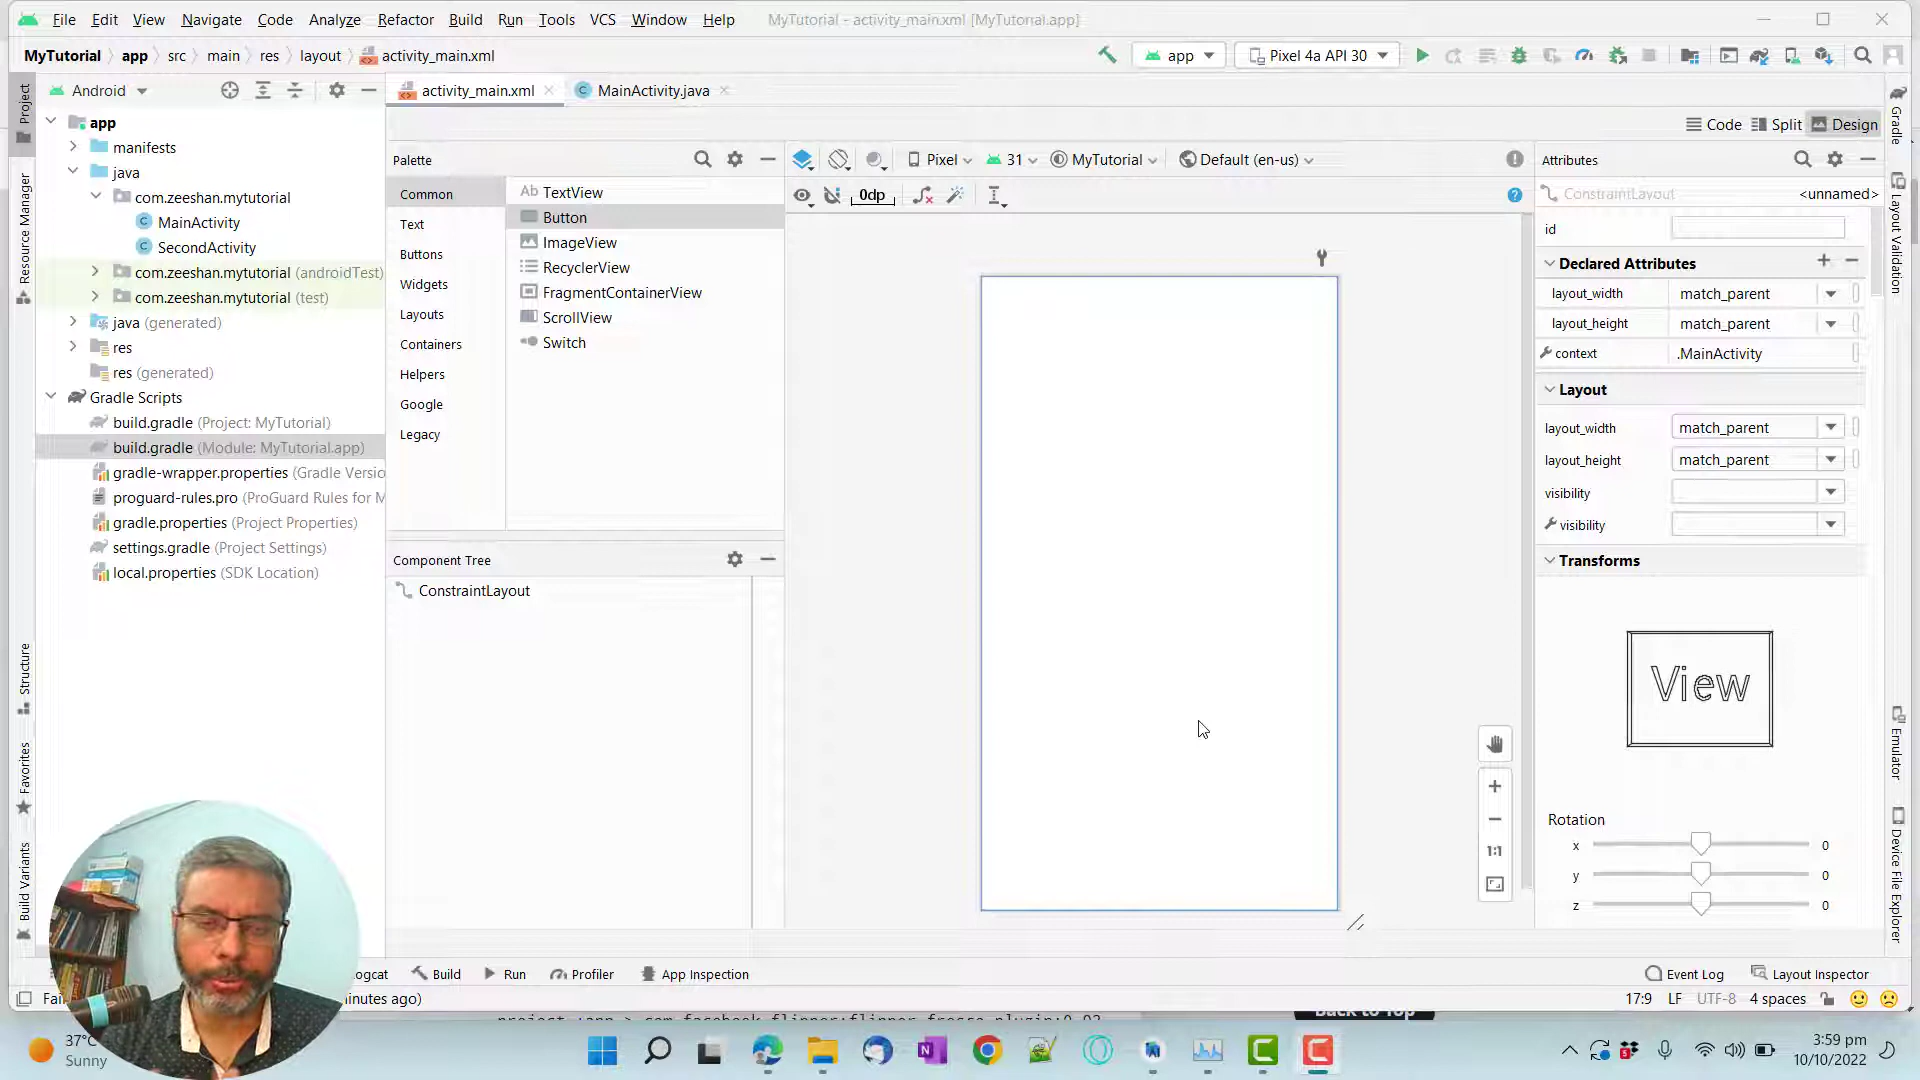 File Edit View Navigate Code Analyze Refactor Build Run Tools VCS Window Help MyTutorial - activity_main.xml [MyTutorial.app]
MyTutorial app src main res layout activity_main.xml app Pixel 4a API 30
Android activity_main.xml MainActivity.java
Code Split Design
Project
Resource Manager
Structure
Favorites
Build Variants
app
manifests
java
com.zeeshan.mytutorial
MainActivity
SecondActivity
com.zeeshan.mytutorial (androidTest)
com.zeeshan.mytutorial (test)
java (generated)
res
res (generated)
Gradle Scripts
build.gradle (Project: MyTutorial)
build.gradle (Module: MyTutorial.app)
gradle-wrapper.properties (Gradle Versio
proguard-rules.pro (ProGuard Rules for M
gradle.properties (Project Properties)
settings.gradle (Project Settings)
local.properties (SDK Location)
Palette
Common
Text
Buttons
Widgets
Layouts
Containers
Helpers
Google
Legacy
Ab TextView
Button
ImageView
RecyclerView
FragmentContainerView
ScrollView
Switch
Component Tree
ConstraintLayout
Pixel 31 MyTutorial Default (en-us)
0dp
1:1
Attributes
ConstraintLayout <unnamed>
id
Declared Attributes
layout_width match_parent
layout_height match_parent
context .MainActivity
Layout
layout_width match_parent
layout_height match_parent
visibility
visibility
Transforms
View
Rotation
x 0
y 0
z 0
Gradle
Layout Validation
Emulator
Device File Explorer
ogcat Build Run Profiler App Inspection Event Log Layout Inspector
Fai inutes ago) 17:9 LF UTF-8 4 spaces
Back to Top
37°C
Sunny
3:59 pm
10/10/2022